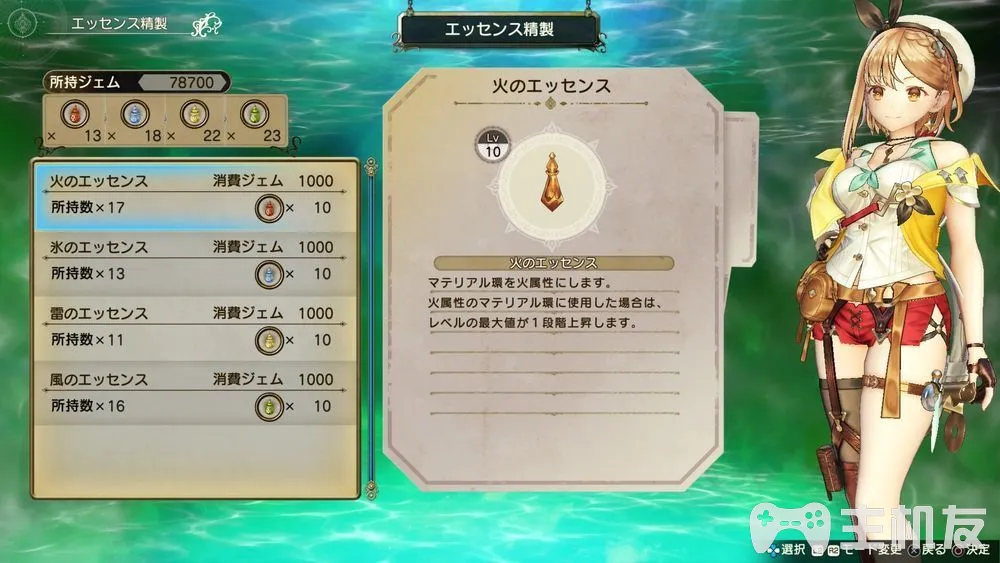 エッセンス精製
エッセンス精製
所持ジェム 78700
× 13 × 18 × 22 × 23
火のエッセンス 消費ジェム 1000
所持数×17 × 10
氷のエッセンス 消費ジェム 1000
所持数×13 × 10
雷のエッセンス 消費ジェム 1000
所持数×11 × 10
風のエッセンス 消費ジェム 1000
所持数×16 × 10
火のエッセンス
Lv
10
火のエッセンス
マテリアル環を火属性にします。
火属性のマテリアル環に使用した場合は、
レベルの最大値が1段階上昇します。
主机友
選択 R2 モード変更 × 戻る ○ 決定